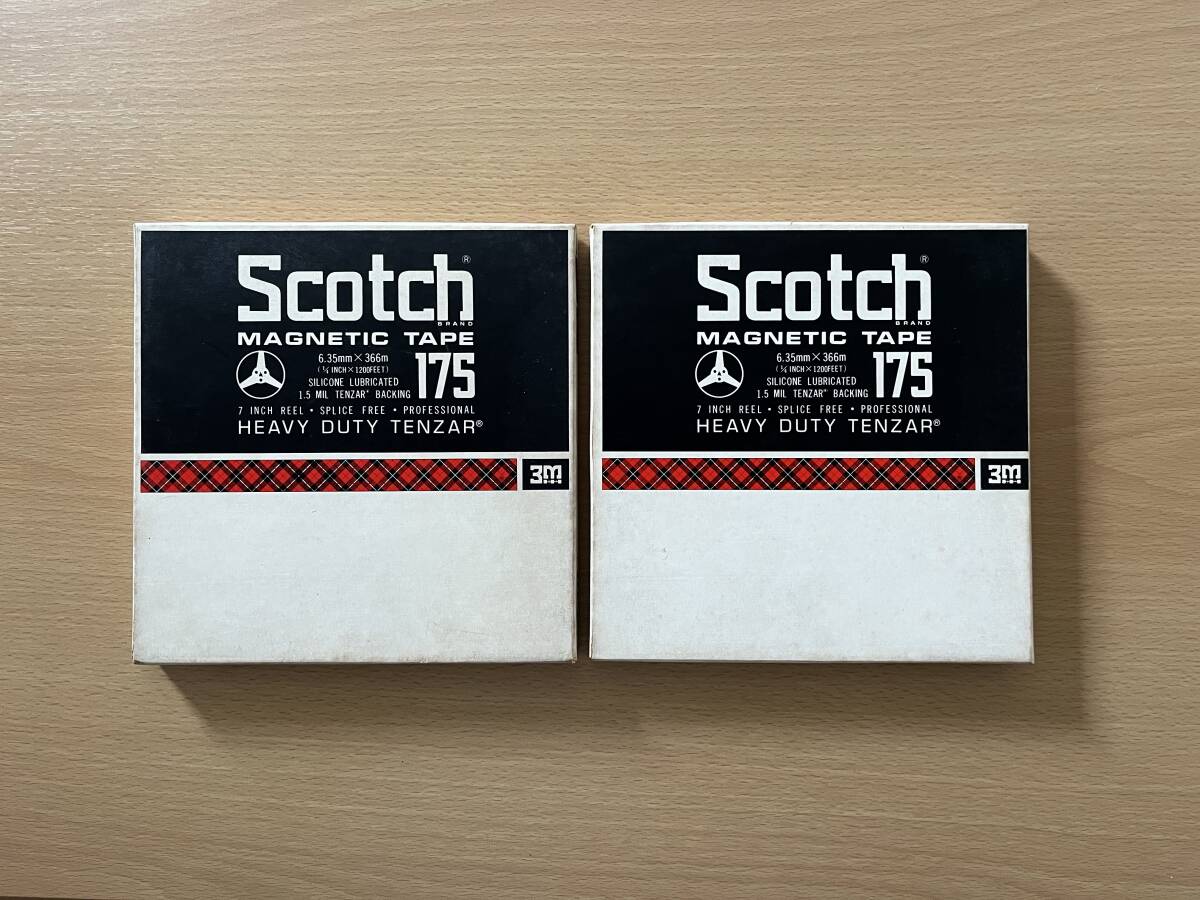 Scotch®
BRAND
MAGNETIC TAPE
6.35mm×366m
(¼ INCH×1200FEET)
SILICONE LUBRICATED
1.5 MIL TENZAR® BACKING
175
7 INCH REEL • SPLICE FREE • PROFESSIONAL
HEAVY DUTY TENZAR®
3M
Scotch®
BRAND
MAGNETIC TAPE
6.35mm×366m
(¼ INCH×1200FEET)
SILICONE LUBRICATED
1.5 MIL TENZAR® BACKING
175
7 INCH REEL • SPLICE FREE • PROFESSIONAL
HEAVY DUTY TENZAR®
3M